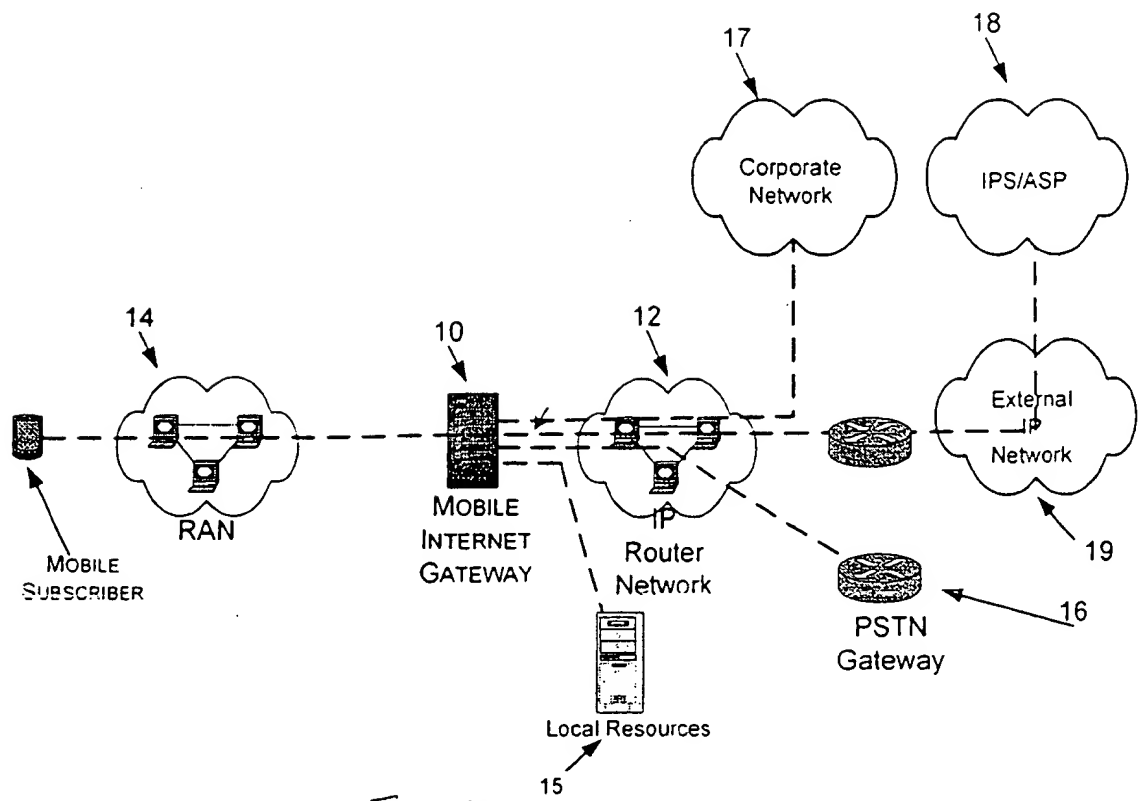 17
18
Corporate
Network
IPS/ASP
14
10
12
External
IP
Network
RAN
MOBILE
SUBSCRIBER
MOBILE
INTERNET
GATEWAY
IP
Router
Network
19
16
PSTN
Gateway
Local Resources
15